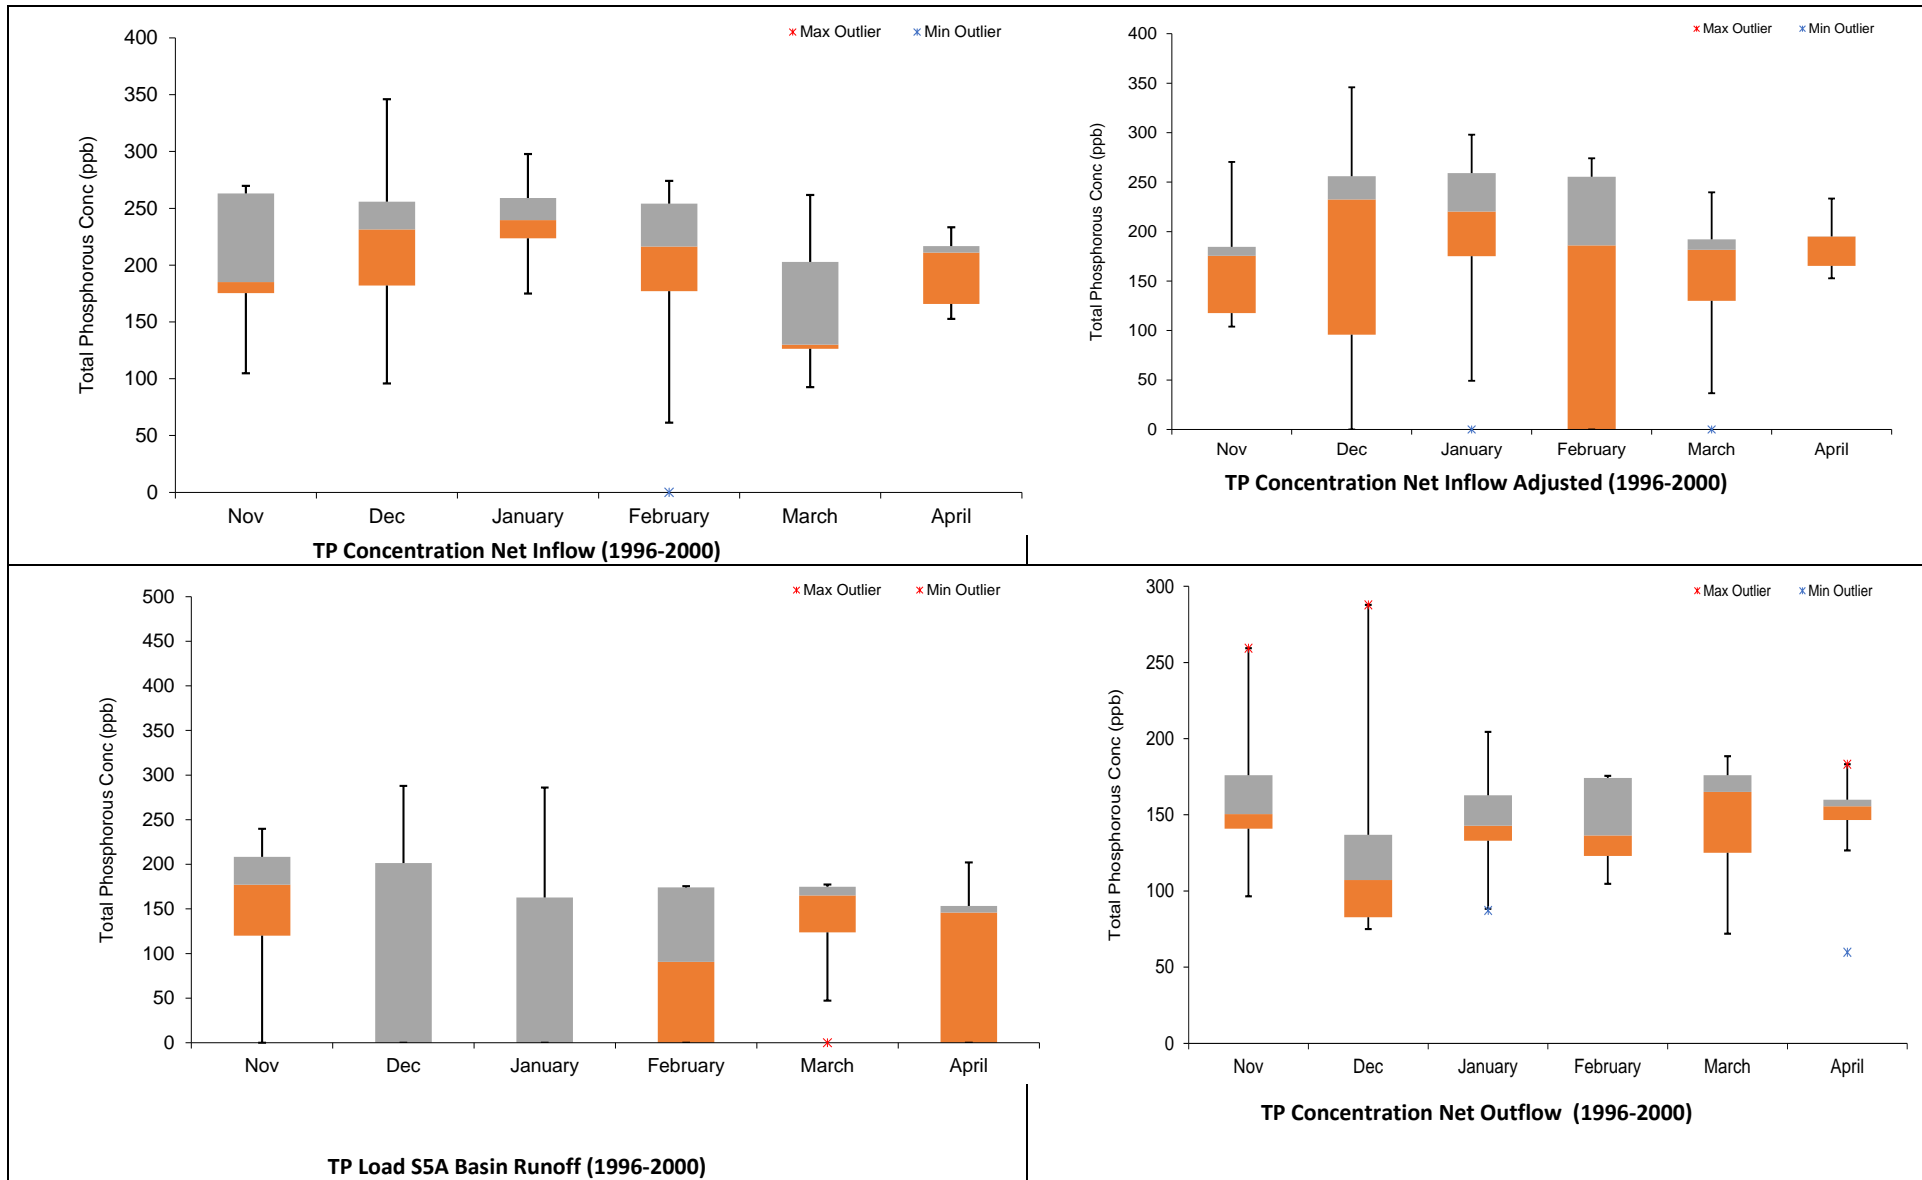 Max Outlier Min Outlier
400
350
300
250
200
150
100
50
0
Total Phosphorous Conc (ppb)
Nov Dec January February March April
TP Concentration Net Inflow (1996-2000)
Max Outlier Min Outlier
400
350
300
250
200
150
100
50
0
Total Phosphorous Conc (ppb)
Nov Dec January February March April
TP Concentration Net Inflow Adjusted (1996-2000)
Max Outlier Min Outlier
500
450
400
350
300
250
200
150
100
50
0
Total Phosphorous Conc (ppb)
Nov Dec January February March April
TP Load S5A Basin Runoff (1996-2000)
Max Outlier Min Outlier
300
250
200
150
100
50
0
Total Phosphorous Conc (ppb)
Nov Dec January February March April
TP Concentration Net Outflow (1996-2000)